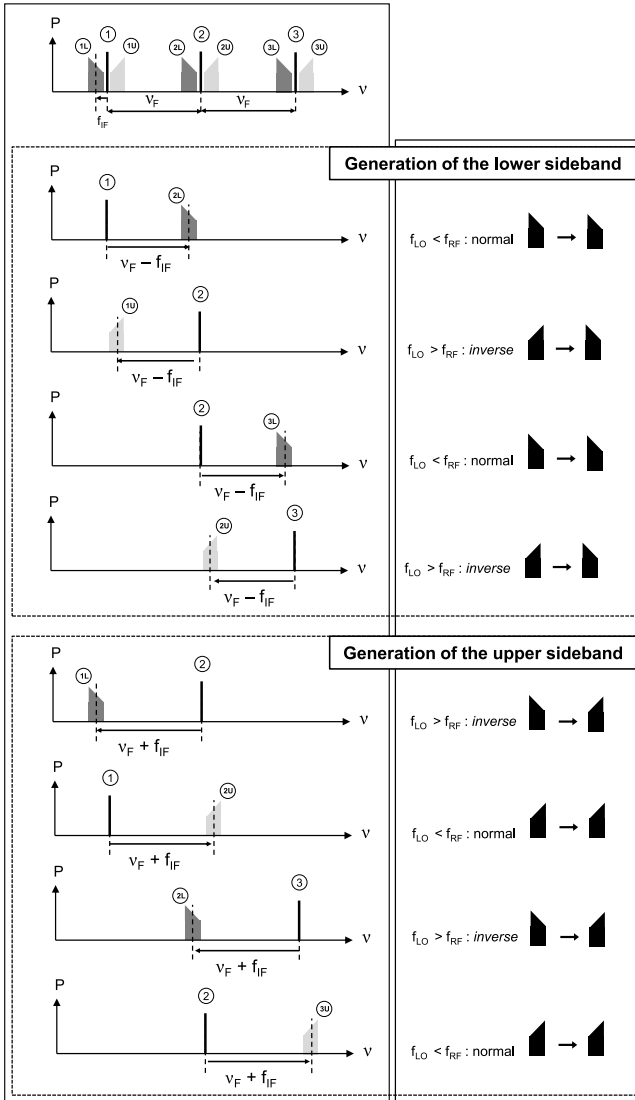 P
1L 1 1U 2L 2 2U 3L 3 3U
ν
ν_F ν_F
f_IF
Generation of the lower sideband
P
1
2L
ν
ν_F − f_IF
f_LO < f_RF : normal
P
2
1U
ν
ν_F − f_IF
f_LO > f_RF : inverse
P
2
3L
ν
ν_F − f_IF
f_LO < f_RF : normal
P
3
2U
ν
ν_F − f_IF
f_LO > f_RF : inverse
Generation of the upper sideband
P
1L
2
ν
ν_F + f_IF
f_LO > f_RF : inverse
P
1
2U
ν
ν_F + f_IF
f_LO < f_RF : normal
P
2L
3
ν
ν_F + f_IF
f_LO > f_RF : inverse
P
2
3U
ν
ν_F + f_IF
f_LO < f_RF : normal